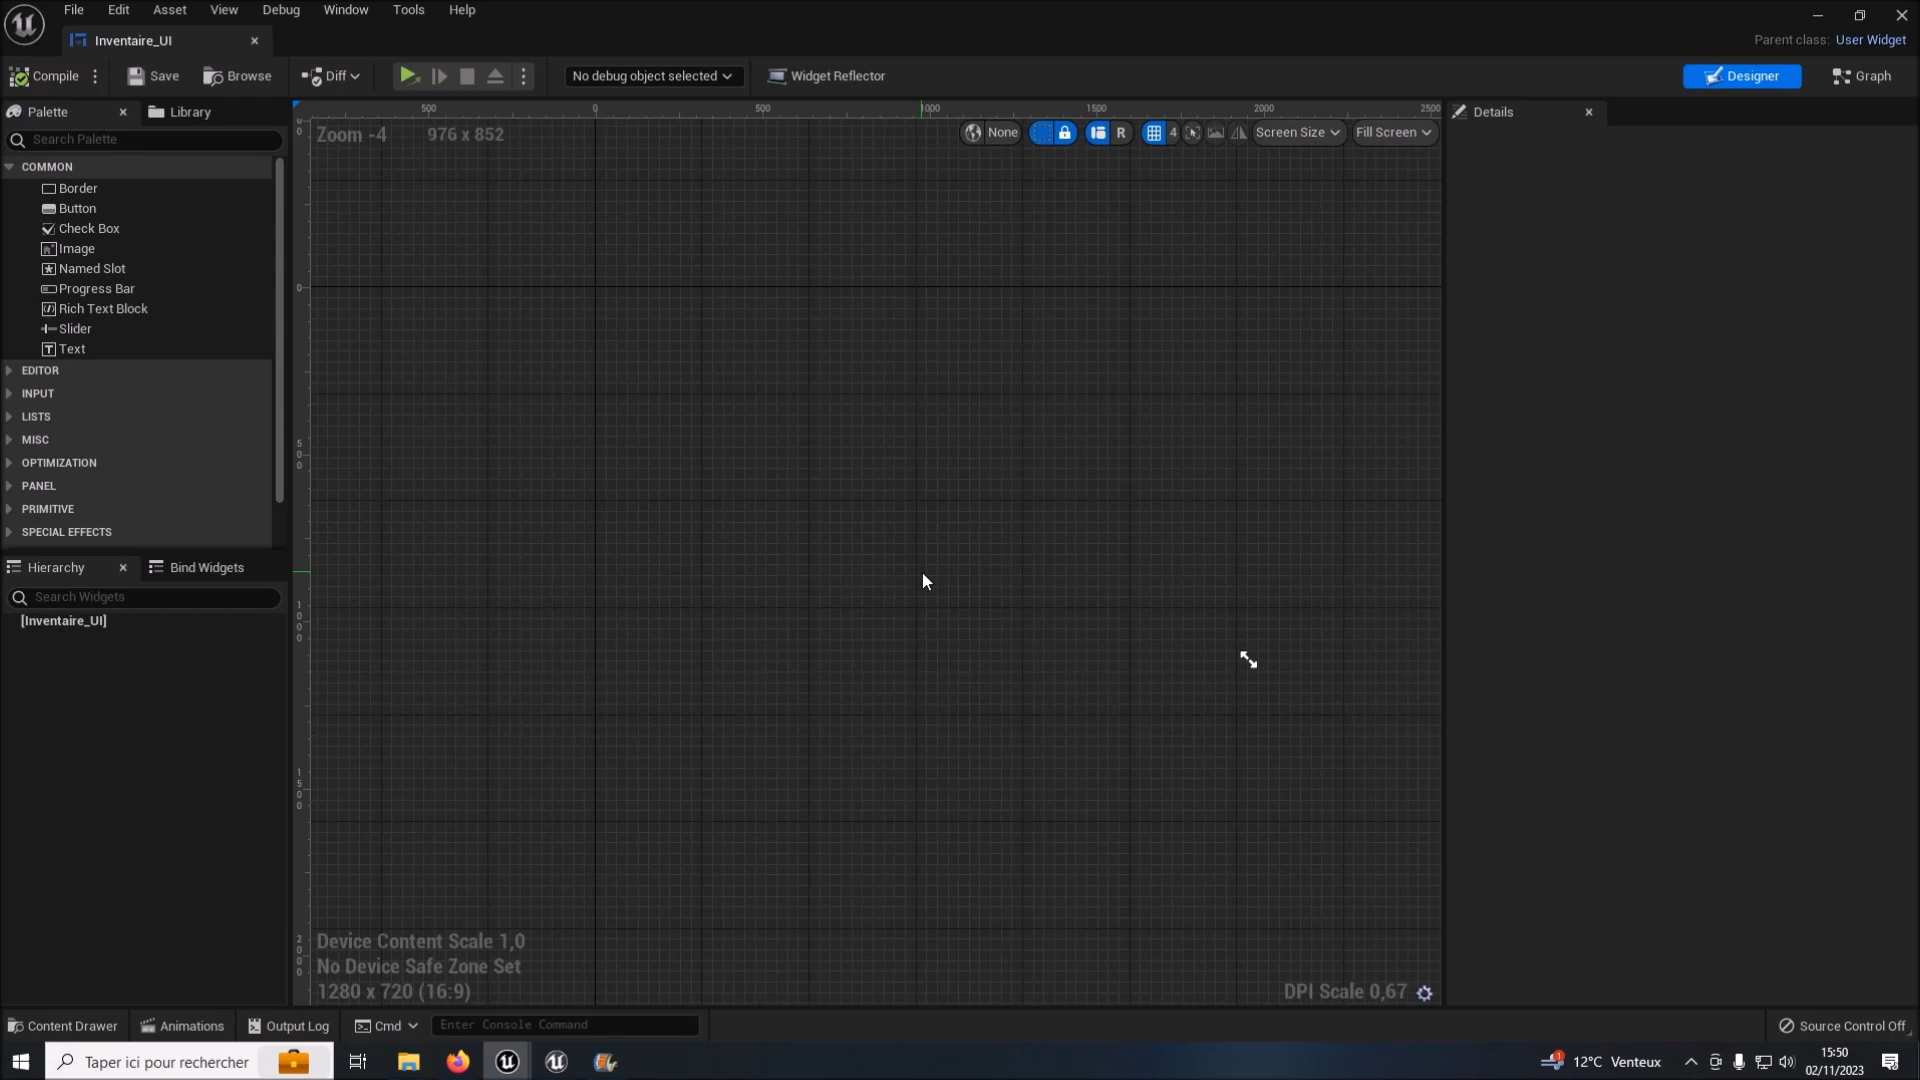 File Edit Asset View Debug Window Tools Help
Inventaire_UI
Parent class: User Widget
Compile Save Browse Diff No debug object selected Widget Reflector Designer Graph
Palette Library
Search Palette
COMMON
Border
Button
Check Box
Image
Named Slot
Progress Bar
Rich Text Block
Slider
Text
EDITOR
INPUT
LISTS
MISC
OPTIMIZATION
PANEL
PRIMITIVE
SPECIAL EFFECTS
Hierarchy Bind Widgets
Search Widgets
[Inventaire_UI]
500 0 500 1000 1500 2000 2500
Zoom -4 976 x 852
None R 4 Screen Size Fill Screen
0
500
1000
1500
2000
Device Content Scale 1,0
No Device Safe Zone Set
1280 x 720 (16:9)
DPI Scale 0,67
Details
Content Drawer Animations Output Log Cmd Enter Console Command Source Control Off
Taper ici pour rechercher
1 12°C Venteux
15:50
02/11/2023